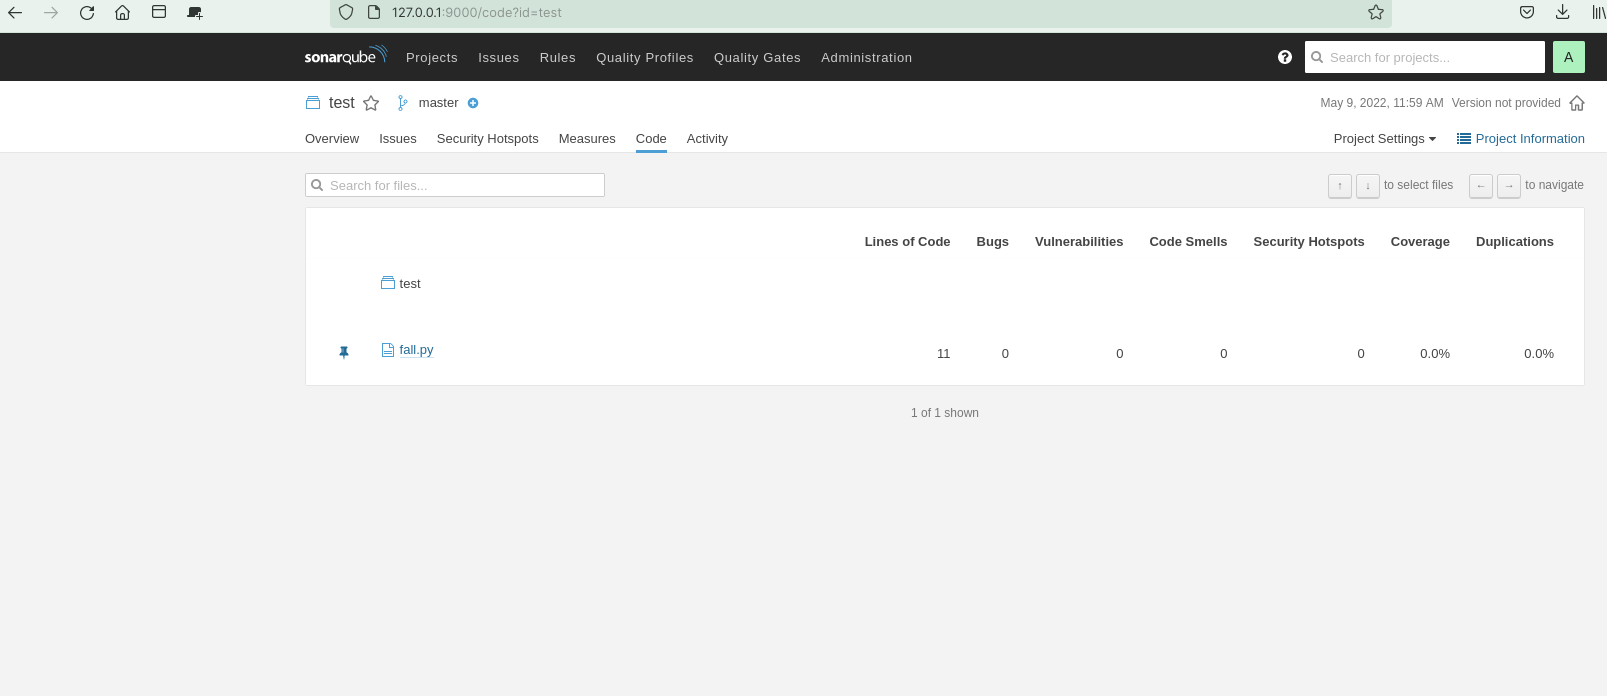 127.0.0.1:9000/code?id=test
sonarqube Projects Issues Rules Quality Profiles Quality Gates Administration ? Search for projects... A
test master May 9, 2022, 11:59 AM Version not provided
Overview Issues Security Hotspots Measures Code Activity Project Settings Project Information
Search for files... ↑ ↓ to select files ← → to navigate
Lines of Code Bugs Vulnerabilities Code Smells Security Hotspots Coverage Duplications
test
fall.py 11 0 0 0 0 0.0% 0.0%
1 of 1 shown